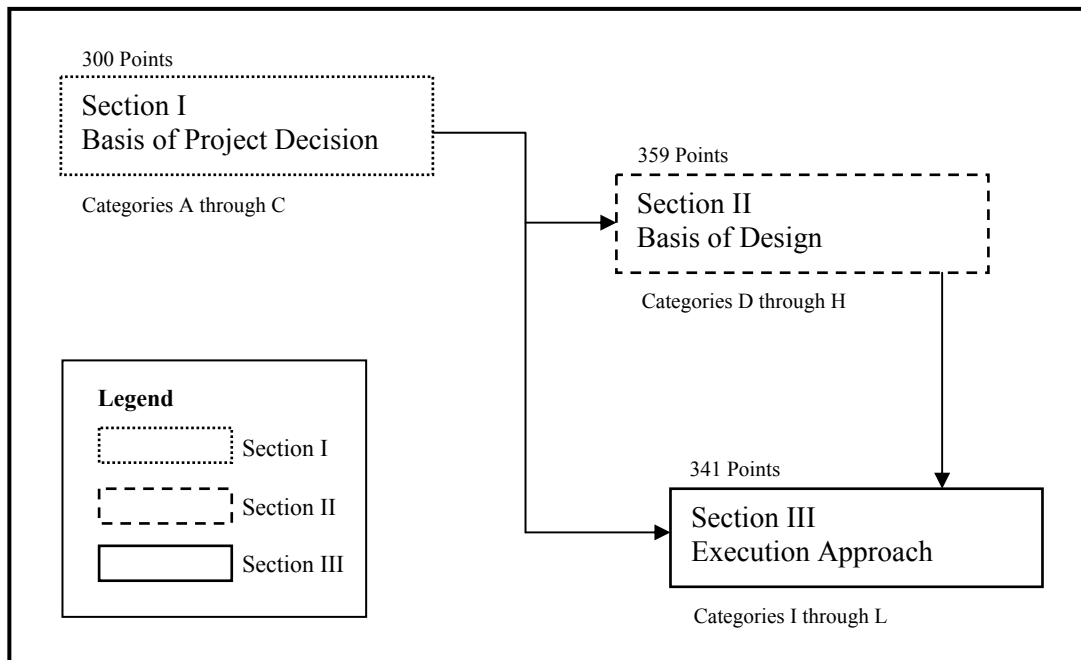 300 Points
Section I
Basis of Project Decision
Categories A through C
359 Points
Section II
Basis of Design
Categories D through H
Legend
Section I
Section II
Section III
341 Points
Section III
Execution Approach
Categories I through L